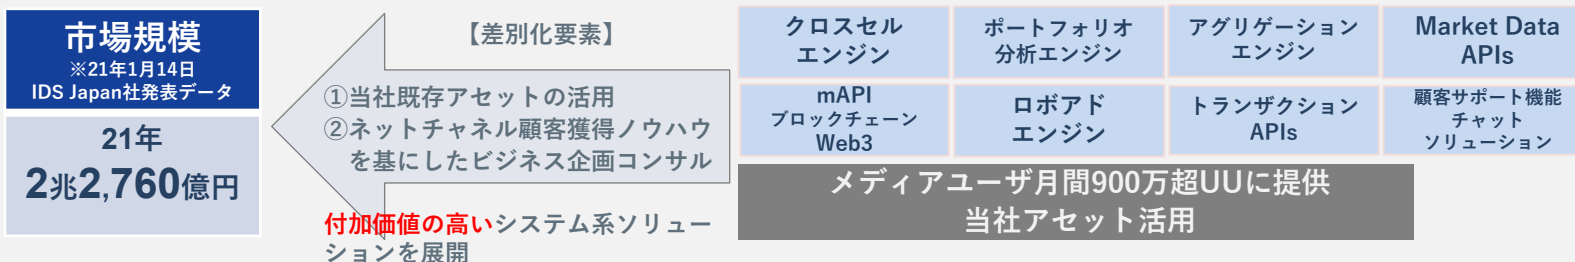 市場規模
※21年1月14日
IDS Japan社発表データ
21年
2兆2,760億円
【差別化要素】
①当社既存アセットの活用
②ネットチャネル顧客獲得ノウハウ
を基にしたビジネス企画コンサル
付加価値の高いシステム系ソリュー
ションを展開
クロスセル
エンジン
ポートフォリオ
分析エンジン
アグリゲーション
エンジン
Market Data
APIs
mAPI
ブロックチェーン
Web3
ロボアド
エンジン
トランザクション
APIs
顧客サポート機能
チャット
ソリューション
メディアユーザ月間900万超UUに提供
当社アセット活用